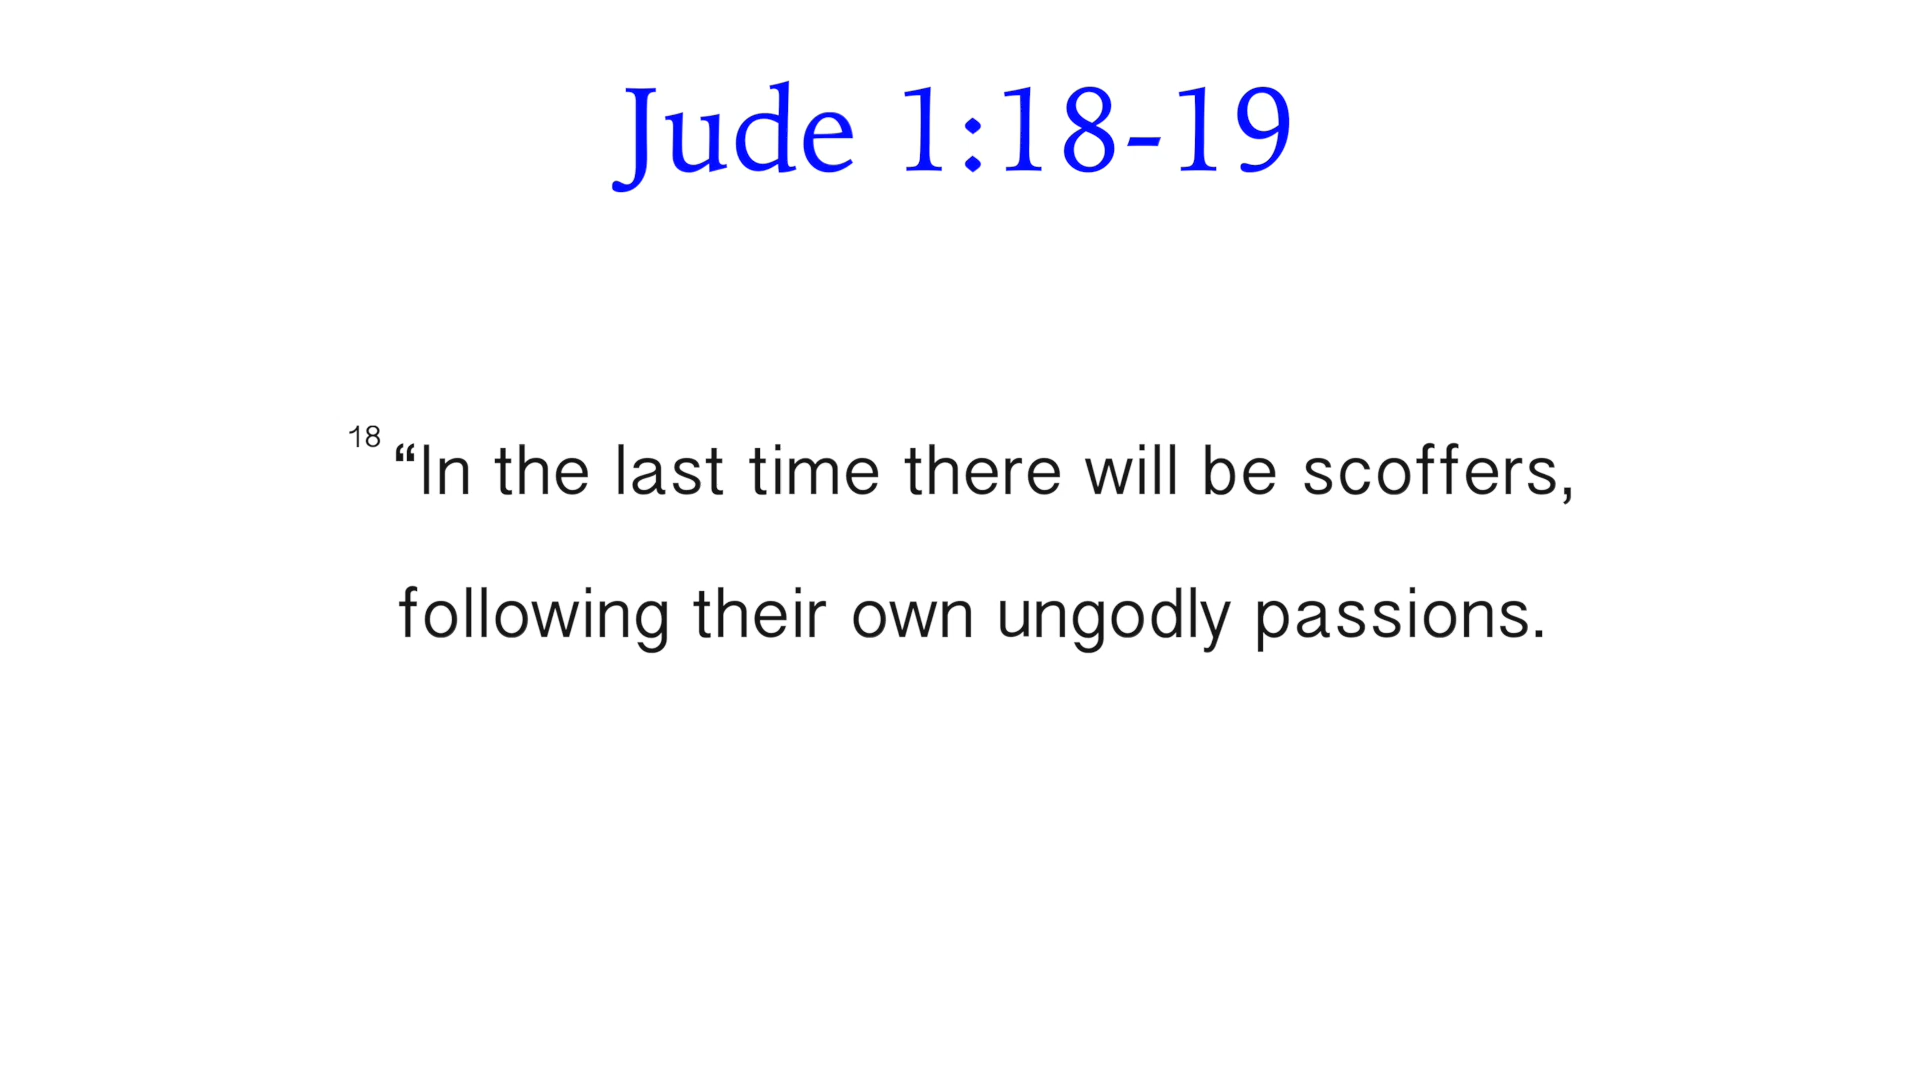 Jude 1:18-19
18 “In the last time there will be scoffers,
following their own ungodly passions.